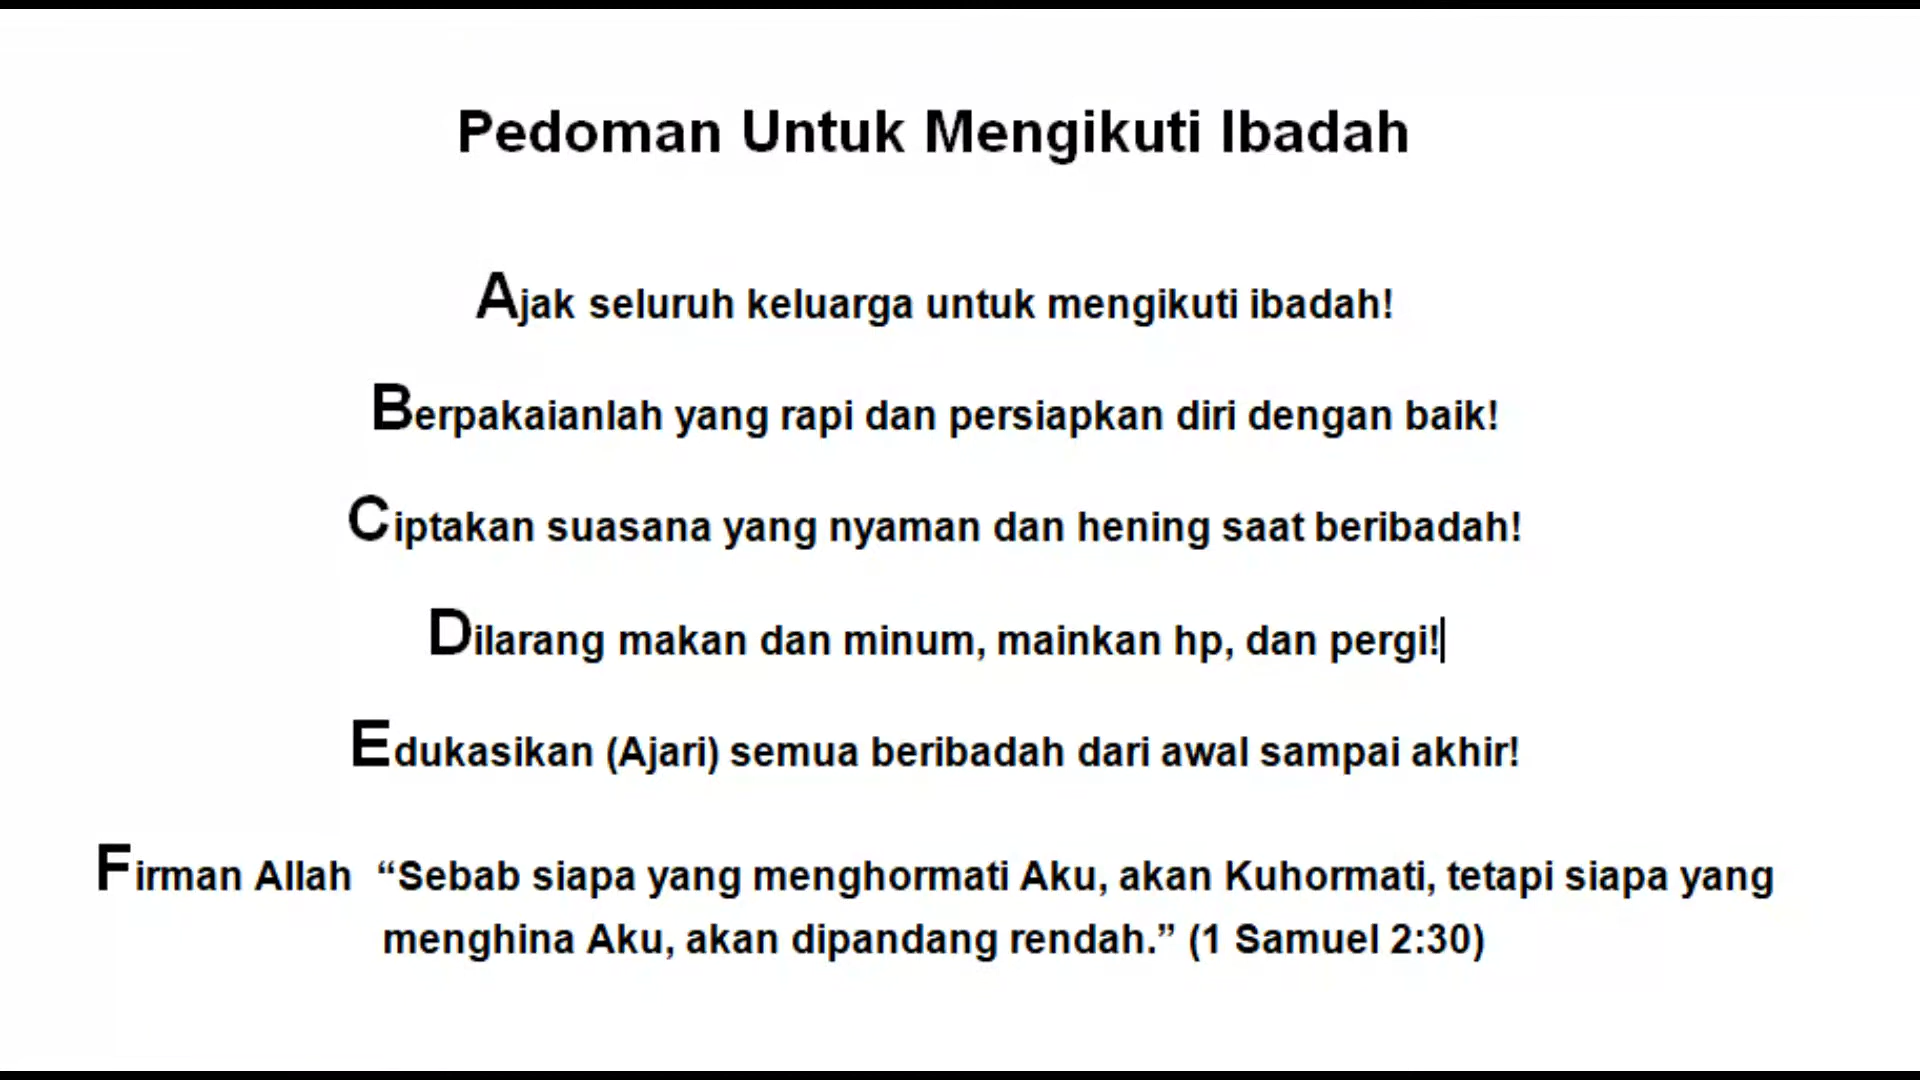 Pedoman Untuk Mengikuti Ibadah
Ajak seluruh keluarga untuk mengikuti ibadah!
Berpakaianlah yang rapi dan persiapkan diri dengan baik!
Ciptakan suasana yang nyaman dan hening saat beribadah!
Dilarang makan dan minum, mainkan hp, dan pergi!
Edukasikan (Ajari) semua beribadah dari awal sampai akhir!
Firman Allah “Sebab siapa yang menghormati Aku, akan Kuhormati, tetapi siapa yang
menghina Aku, akan dipandang rendah.” (1 Samuel 2:30)